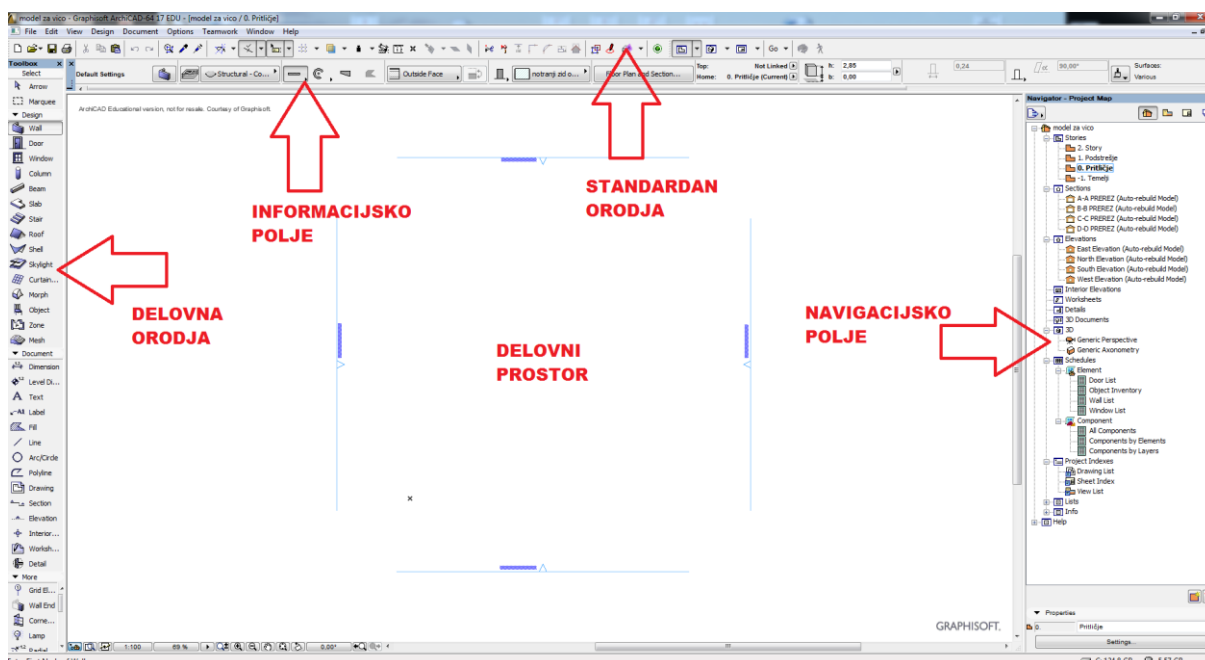 model za vico - Graphisoft ArchiCAD-64 17 EDU - [model za vico / 0. Pritličje]
File Edit View Design Document Options Teamwork Window Help
Toolbox
Select
Default Settings
Structural - Co...
Outside Face
notranji zid o...
Floor Plan and Section...
Top: Not Linked
Home: 0. Pritličje (Current)
h: 2,85
b: 0,00
0,24
90,00°
Surfaces:
Various
Arrow
Marquee
Design
Wall
Door
Window
Column
Beam
Slab
Stair
Roof
Shell
Skylight
Curtain...
Morph
Object
Zone
Mesh
Document
Dimension
Level Di...
Text
Label
Fill
Line
Arc/Circle
Polyline
Drawing
Section
Elevation
Interior...
Worksh...
Detail
More
Grid El...
Wall End
Corne...
Lamp
Radial
ArchiCAD Educational version, not for resale. Courtesy of Graphisoft.
INFORMACIJSKO
POLJE
STANDARDAN
ORODJA
DELOVNA
ORODJA
DELOVNI
PROSTOR
NAVIGACIJSKO
POLJE
GRAPHISOFT.
1:100
69 %
0,00°
Navigator - Project Map
model za vico
Stories
2. Story
1. Podstrešje
0. Pritličje
-1. Temelji
Sections
A-A PREREZ (Auto-rebuild Model)
B-B PREREZ (Auto-rebuild Model)
C-C PREREZ (Auto-rebuild Model)
D-D PREREZ (Auto-rebuild Model)
Elevations
East Elevation (Auto-rebuild Model)
North Elevation (Auto-rebuild Model)
South Elevation (Auto-rebuild Model)
West Elevation (Auto-rebuild Model)
Interior Elevations
Worksheets
Details
3D Documents
3D
Generic Perspective
Generic Axonometry
Schedules
Element
Door List
Object Inventory
Wall List
Window List
Component
All Components
Components by Elements
Components by Layers
Project Indexes
Drawing List
Sheet Index
View List
Lists
Info
Help
Properties
0. Pritličje
Settings...